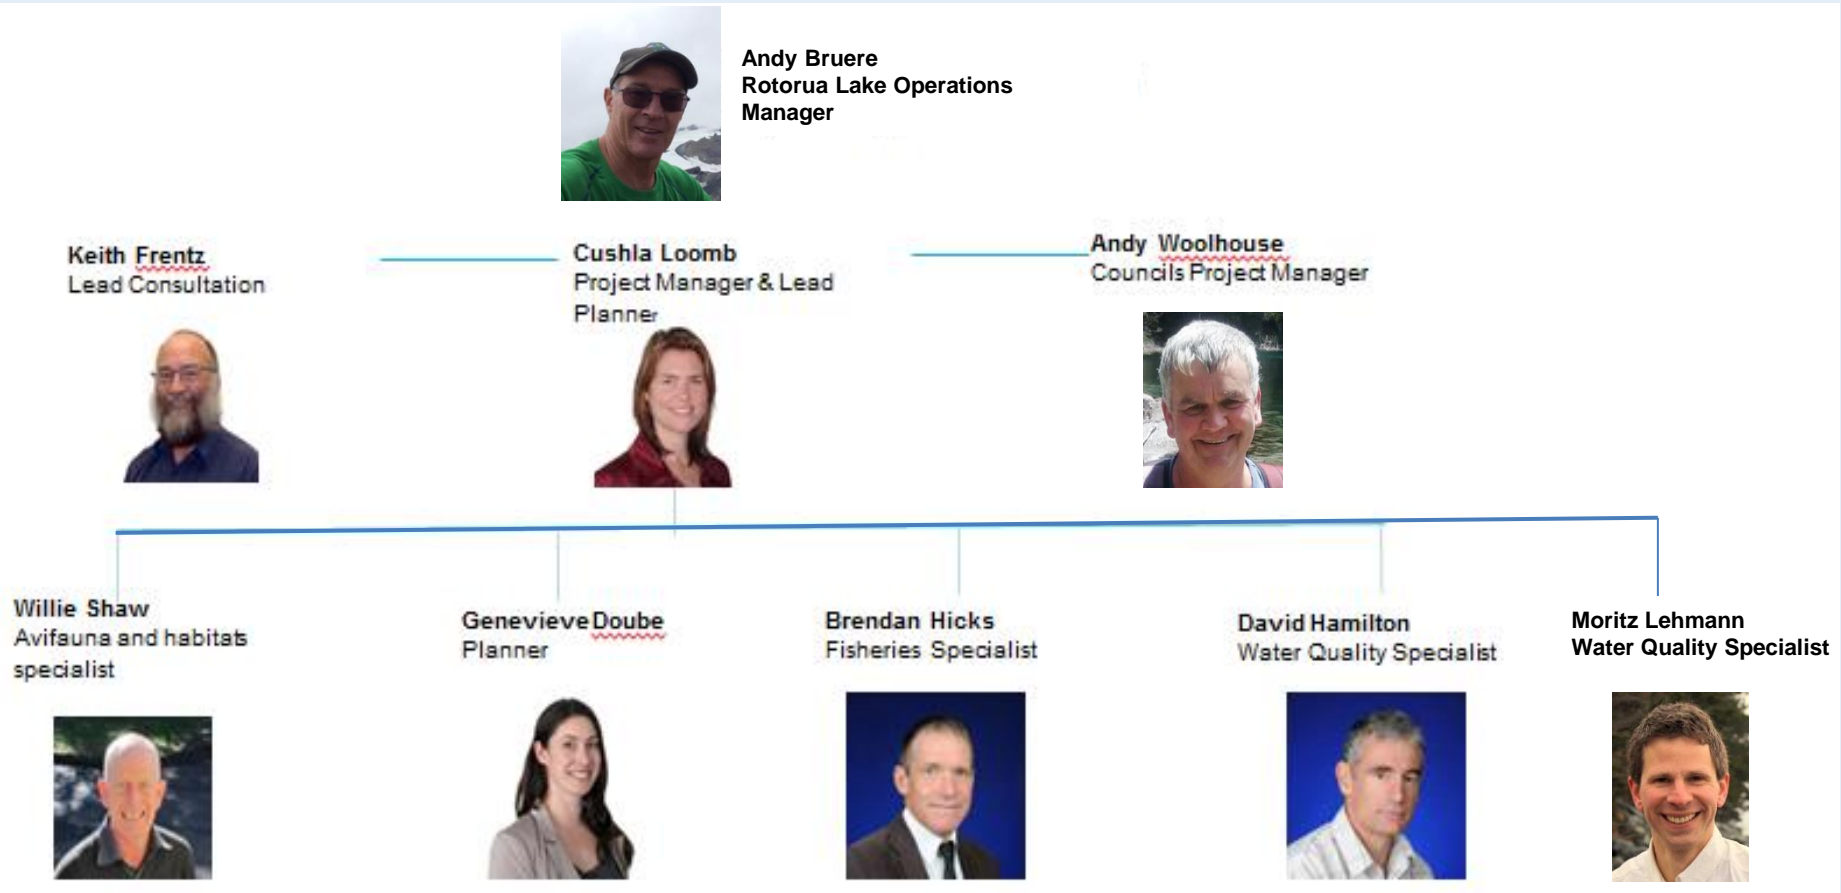 Andy Bruere
Rotorua Lake Operations
Manager
Keith Frentz
Lead Consultation
Cushla Loomb
Project Manager & Lead
Planner
Andy Woolhouse
Councils Project Manager
Willie Shaw
Avifauna and habitats
specialist
Genevieve Doube
Planner
Brendan Hicks
Fisheries Specialist
David Hamilton
Water Quality Specialist
Moritz Lehmann
Water Quality Specialist